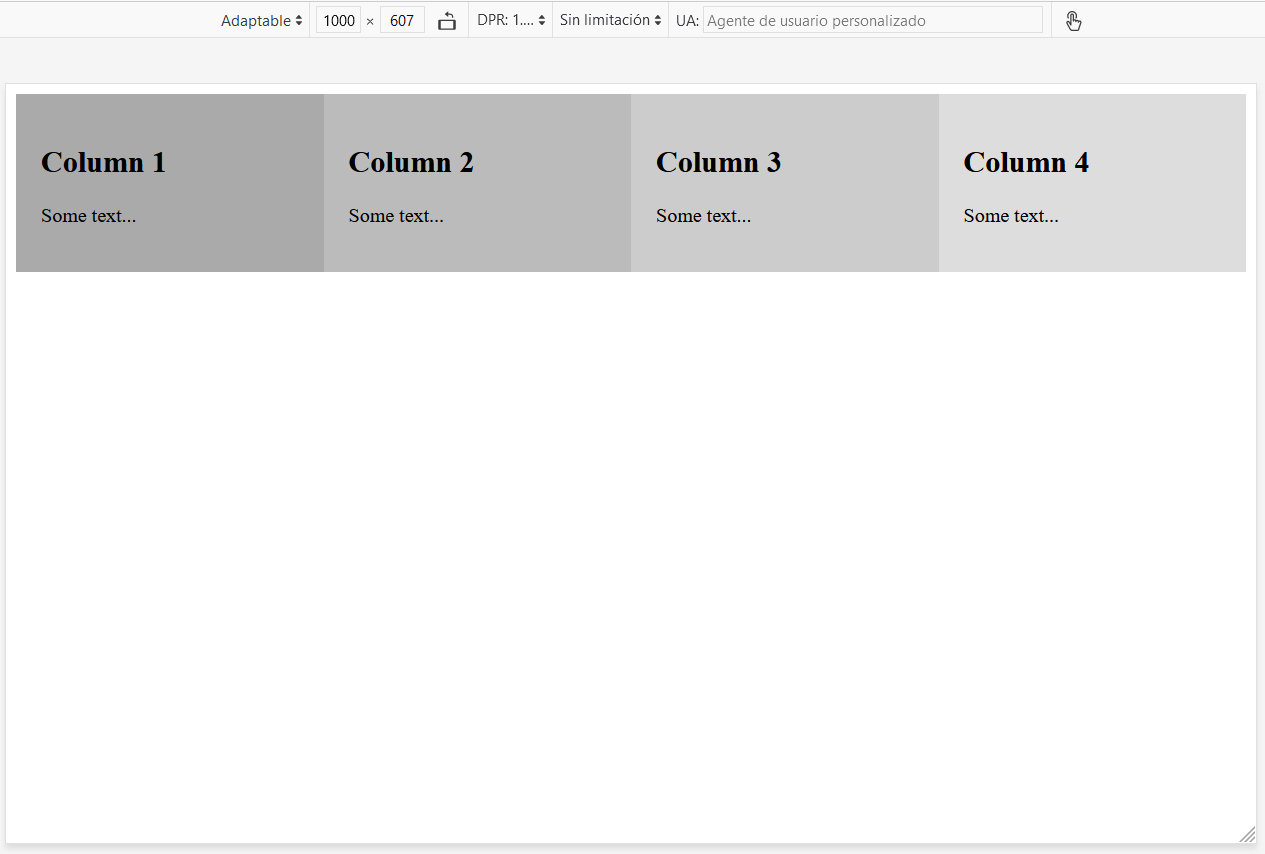 Adaptable 1000 × 607 DPR: 1.... Sin limitación UA: Agente de usuario personalizado
Column 1 Column 2 Column 3 Column 4
Some text... Some text... Some text... Some text...